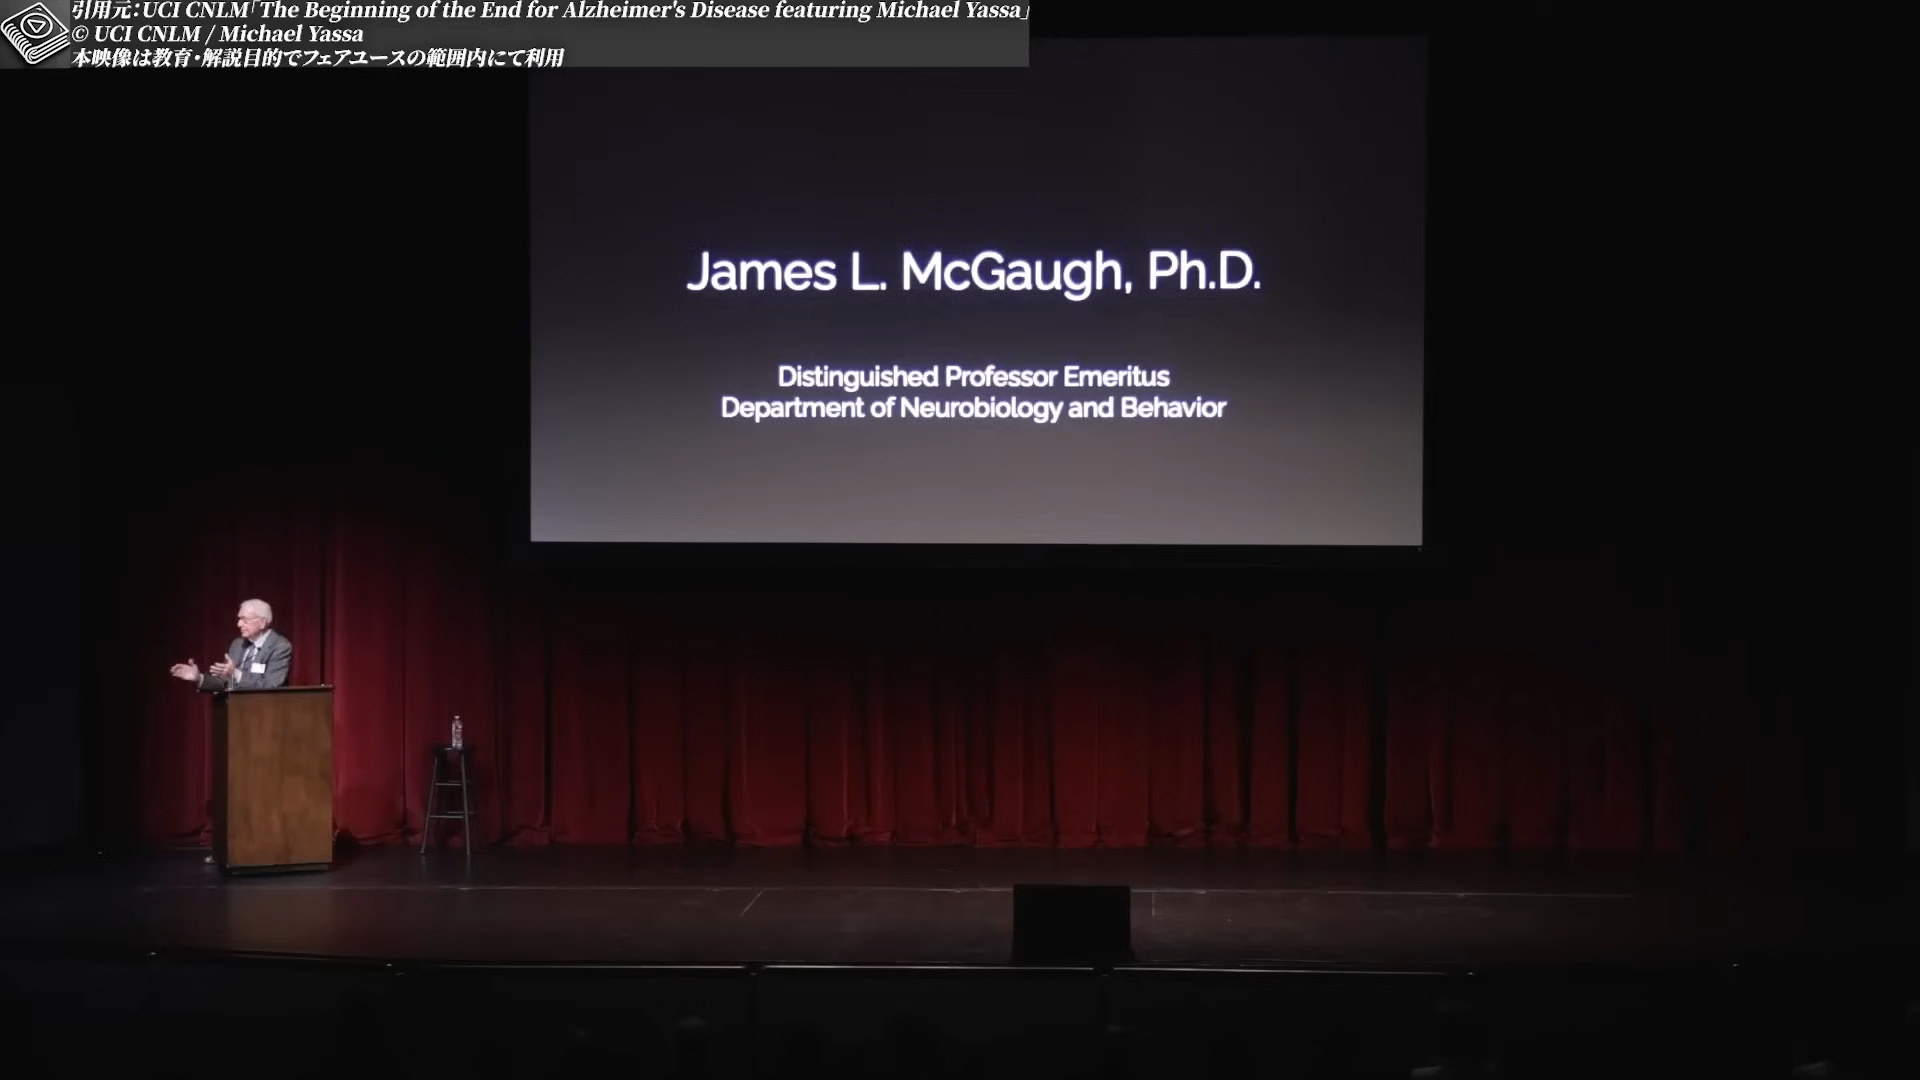 引用元：UCI CNLM「The Beginning of the End for Alzheimer's Disease featuring Michael Yassa」
© UCI CNLM / Michael Yassa
本映像は教育・解説目的でフェアユースの範囲内にて利用
James L. McGaugh, Ph.D.
Distinguished Professor Emeritus
Department of Neurobiology and Behavior